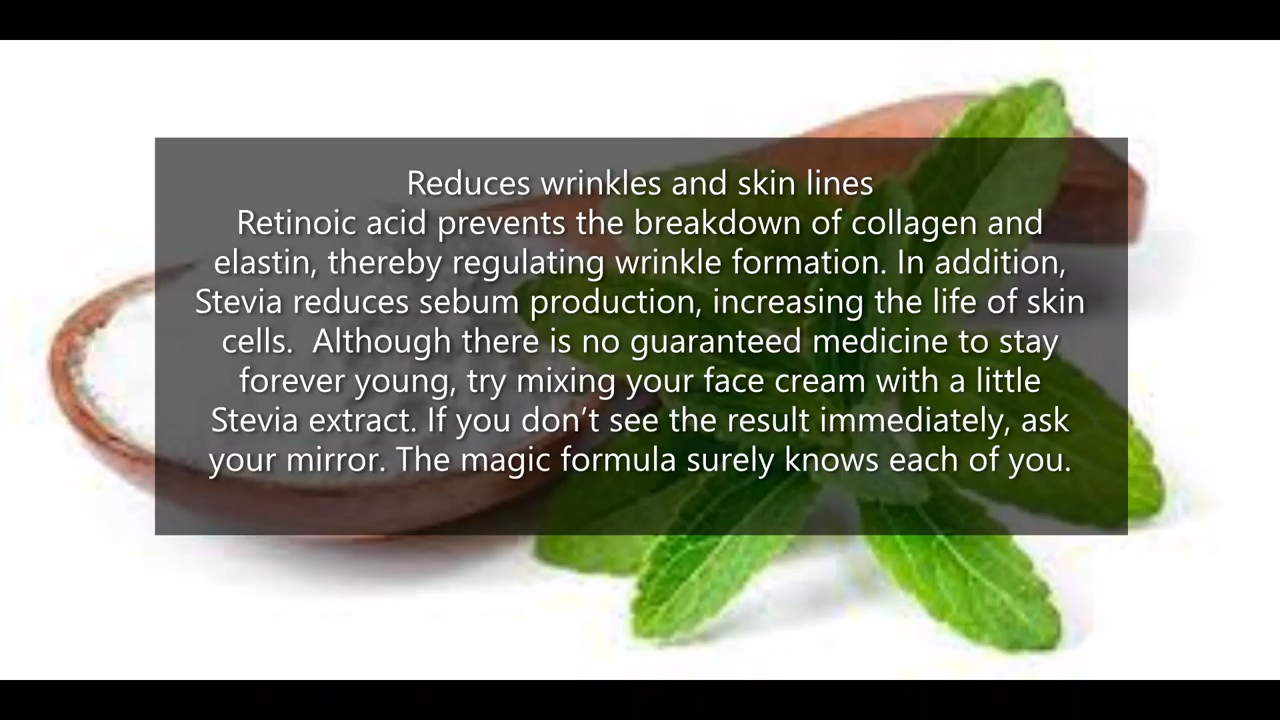 Reduces wrinkles and skin lines
Retinoic acid prevents the breakdown of collagen and
elastin, thereby regulating wrinkle formation. In addition,
Stevia reduces sebum production, increasing the life of skin
cells.  Although there is no guaranteed medicine to stay
forever young, try mixing your face cream with a little
Stevia extract. If you don’t see the result immediately, ask
your mirror. The magic formula surely knows each of you.